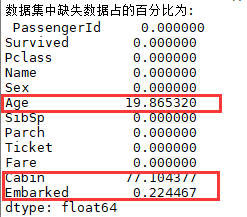 数据集中缺失数据占的百分比为:
PassengerId     0.000000
Survived        0.000000
Pclass          0.000000
Name            0.000000
Sex             0.000000
Age            19.865320
SibSp           0.000000
Parch           0.000000
Ticket          0.000000
Fare            0.000000
Cabin          77.104377
Embarked        0.224467
dtype: float64